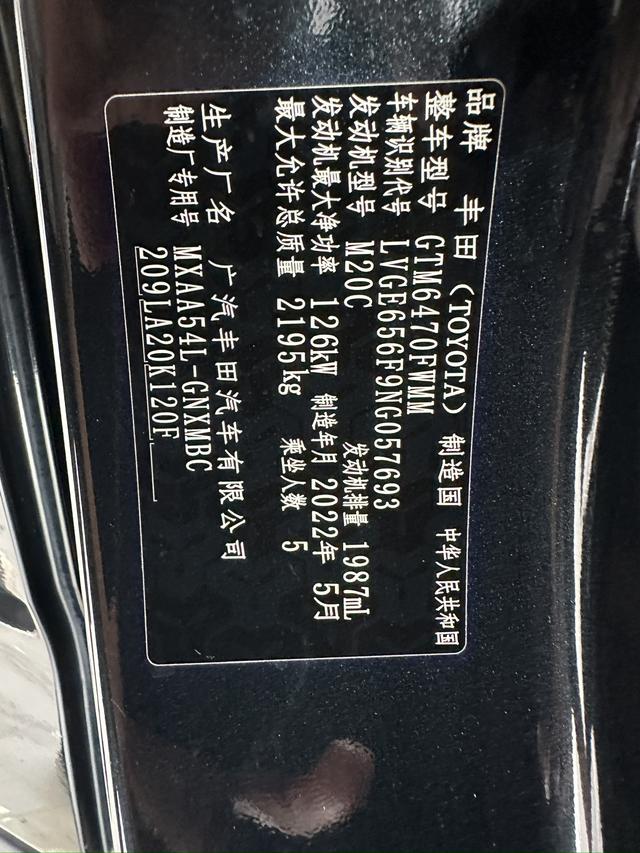 品牌 丰田（TOYOTA） 制造国 中华人民共和国
整车型号 GTM6470FWMM
车辆识别代号 LVGE656F9NG057693
发动机型号 M20C 发动机排量 1987mL
发动机最大净功率 126kW 制造年月 2022年 5月
最大允许总质量 2195kg 乘坐人数 5
生产厂名 广汽丰田汽车有限公司
制造厂专用号 MXAA54L-GNXMBC
209LA20K120F